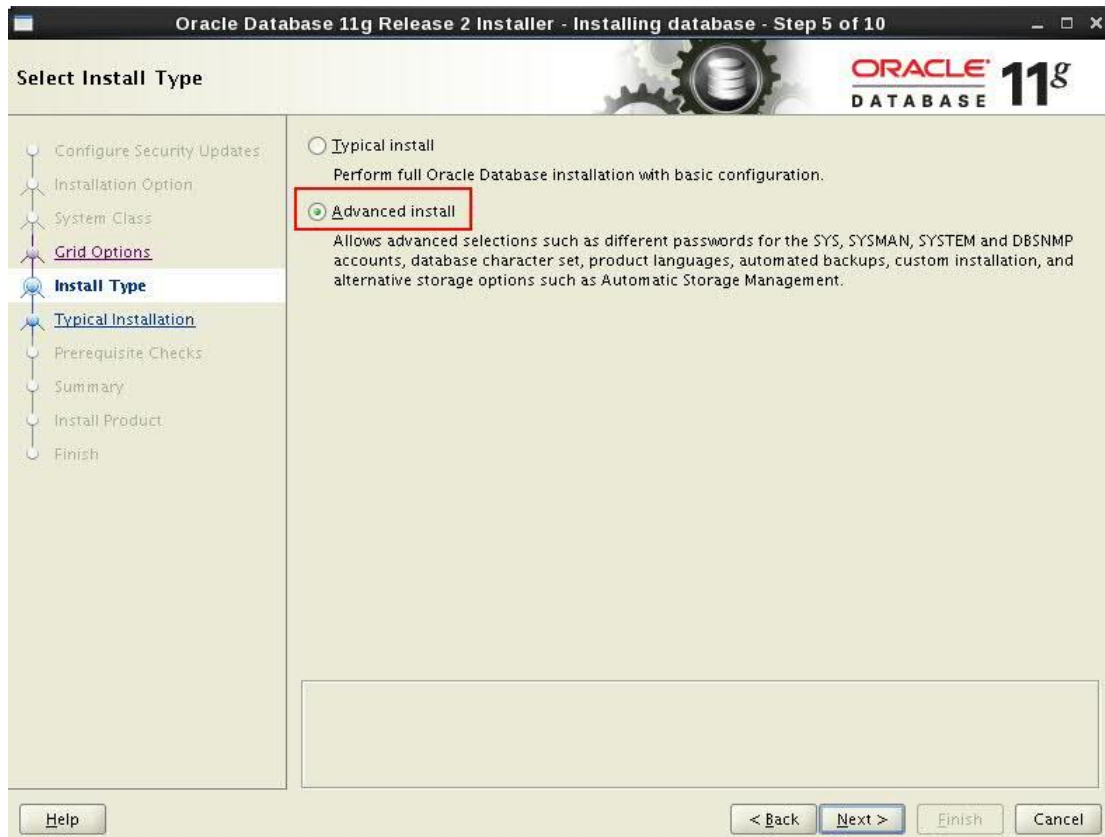 Oracle Database 11g Release 2 Installer - Installing database - Step 5 of 10
Select Install Type
ORACLE®
DATABASE
11g
Configure Security Updates
Installation Option
System Class
Grid Options
Install Type
Typical Installation
Prerequisite Checks
Summary
Install Product
Finish
Typical install
Perform full Oracle Database installation with basic configuration.
Advanced install
Allows advanced selections such as different passwords for the SYS, SYSMAN, SYSTEM and DBSNMP
accounts, database character set, product languages, automated backups, custom installation, and
alternative storage options such as Automatic Storage Management.
Help
< Back
Next >
Finish
Cancel